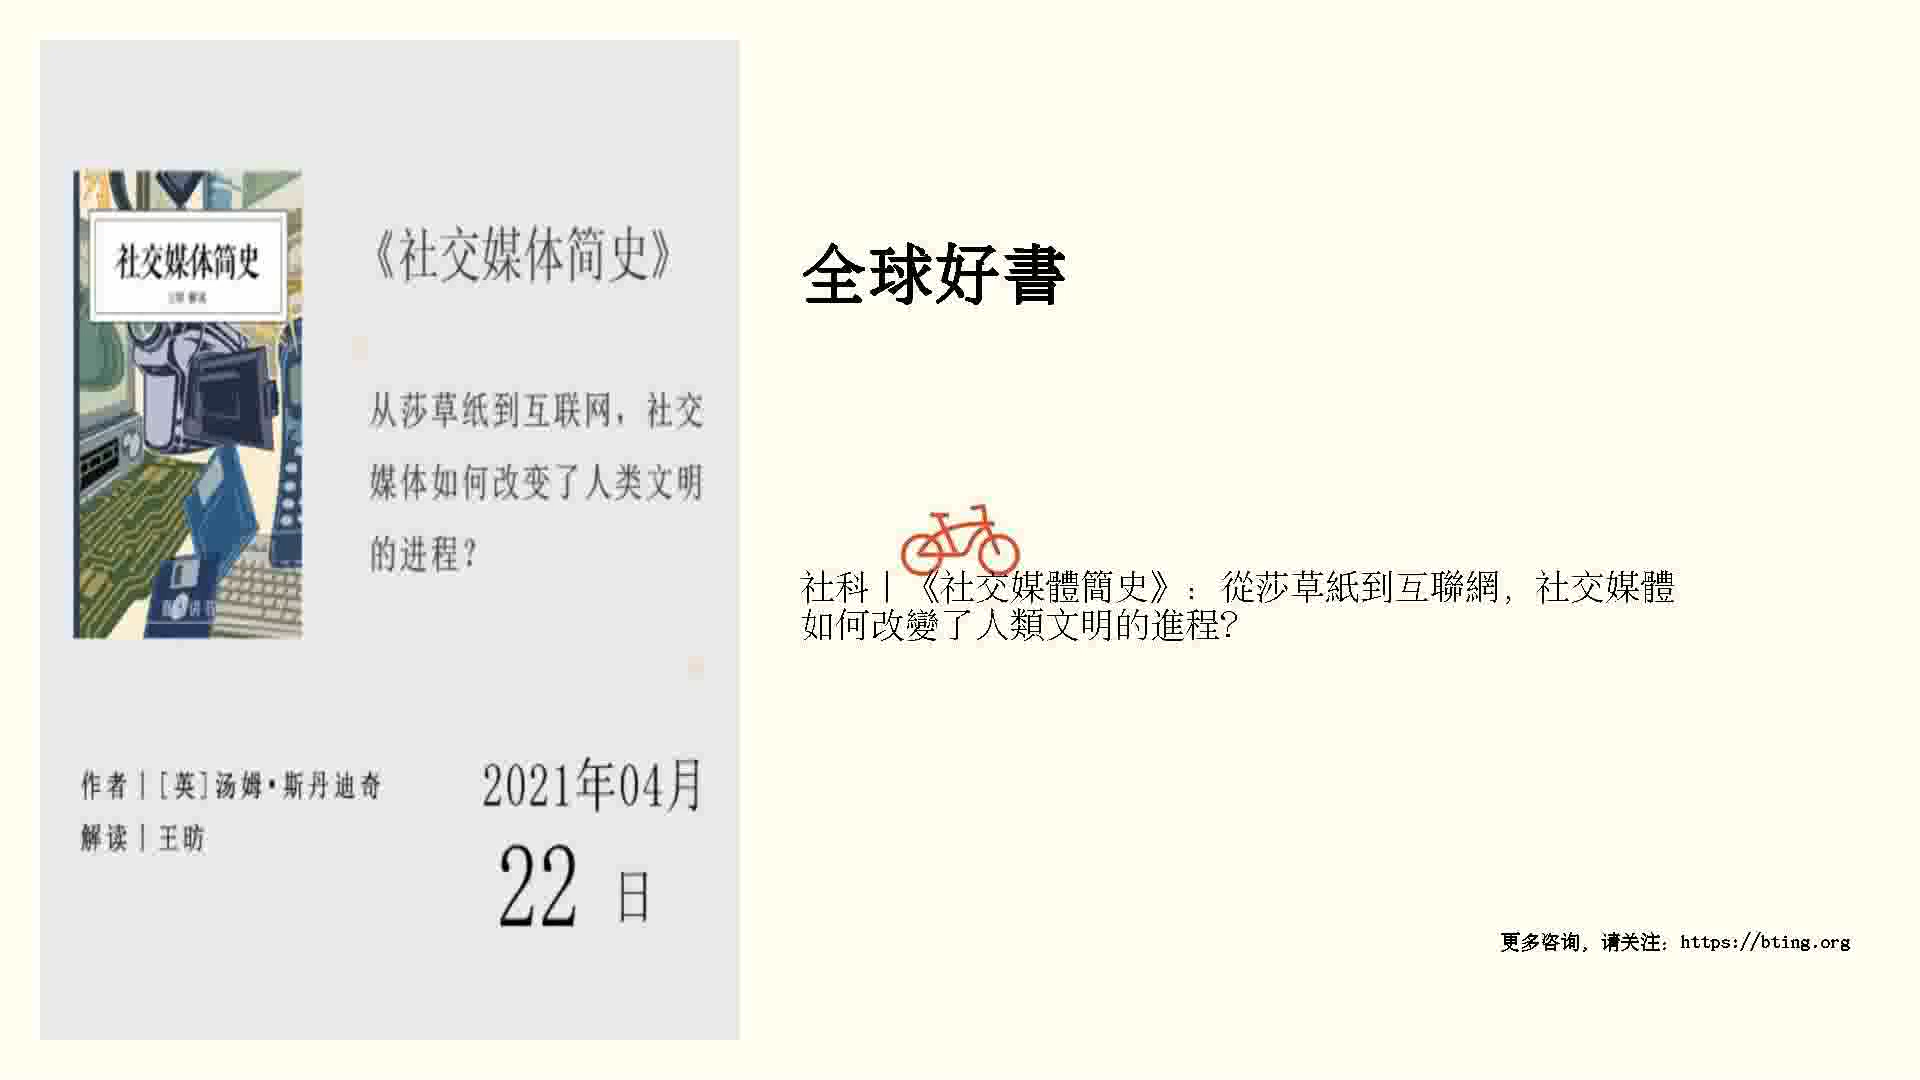 社交媒体简史
《社交媒体简史》
从莎草纸到互联网，社交
媒体如何改变了人类文明
的进程？
作者丨[英]汤姆·斯丹迪奇
解读丨王昉
2021年04月
22 日
全球好書
社科丨《社交媒體簡史》：從莎草紙到互聯網，社交媒體
如何改變了人類文明的進程？
更多咨询，请关注：https://bting.org